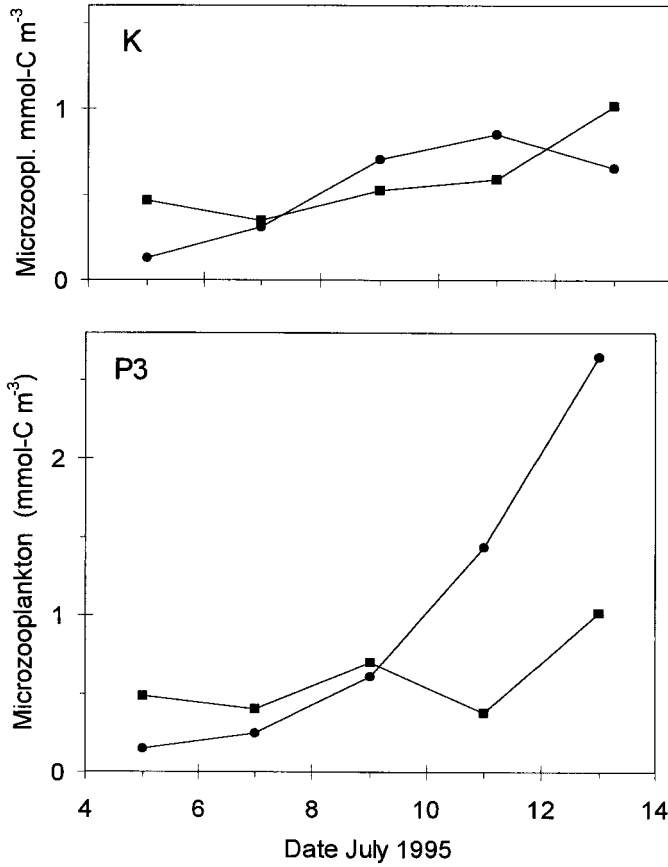 K
Microzoopl. mmol-C m-3
1
0
P3
Microzooplankton (mmol-C m-3)
2
1
0
4 6 8 10 12 14
Date July 1995